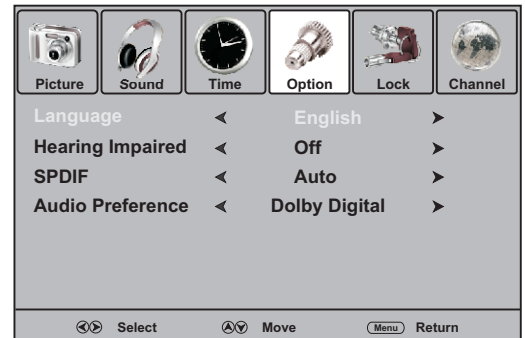 Picture Sound Time Option Lock Channel
Language English
Hearing Impaired Off
SPDIF Auto
Audio Preference Dolby Digital
Select Move Menu Return